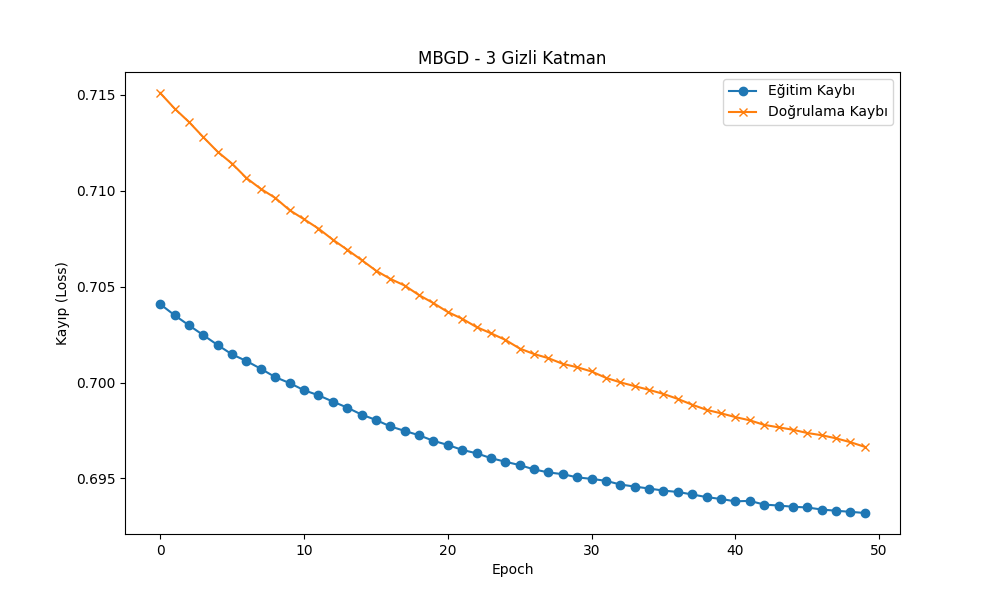 MBGD - 3 Gizli Katman
Eğitim Kaybı
Doğrulama Kaybı
0.715
0.710
0.705
0.700
0.695
Kayıp (Loss)
0 10 20 30 40 50
Epoch